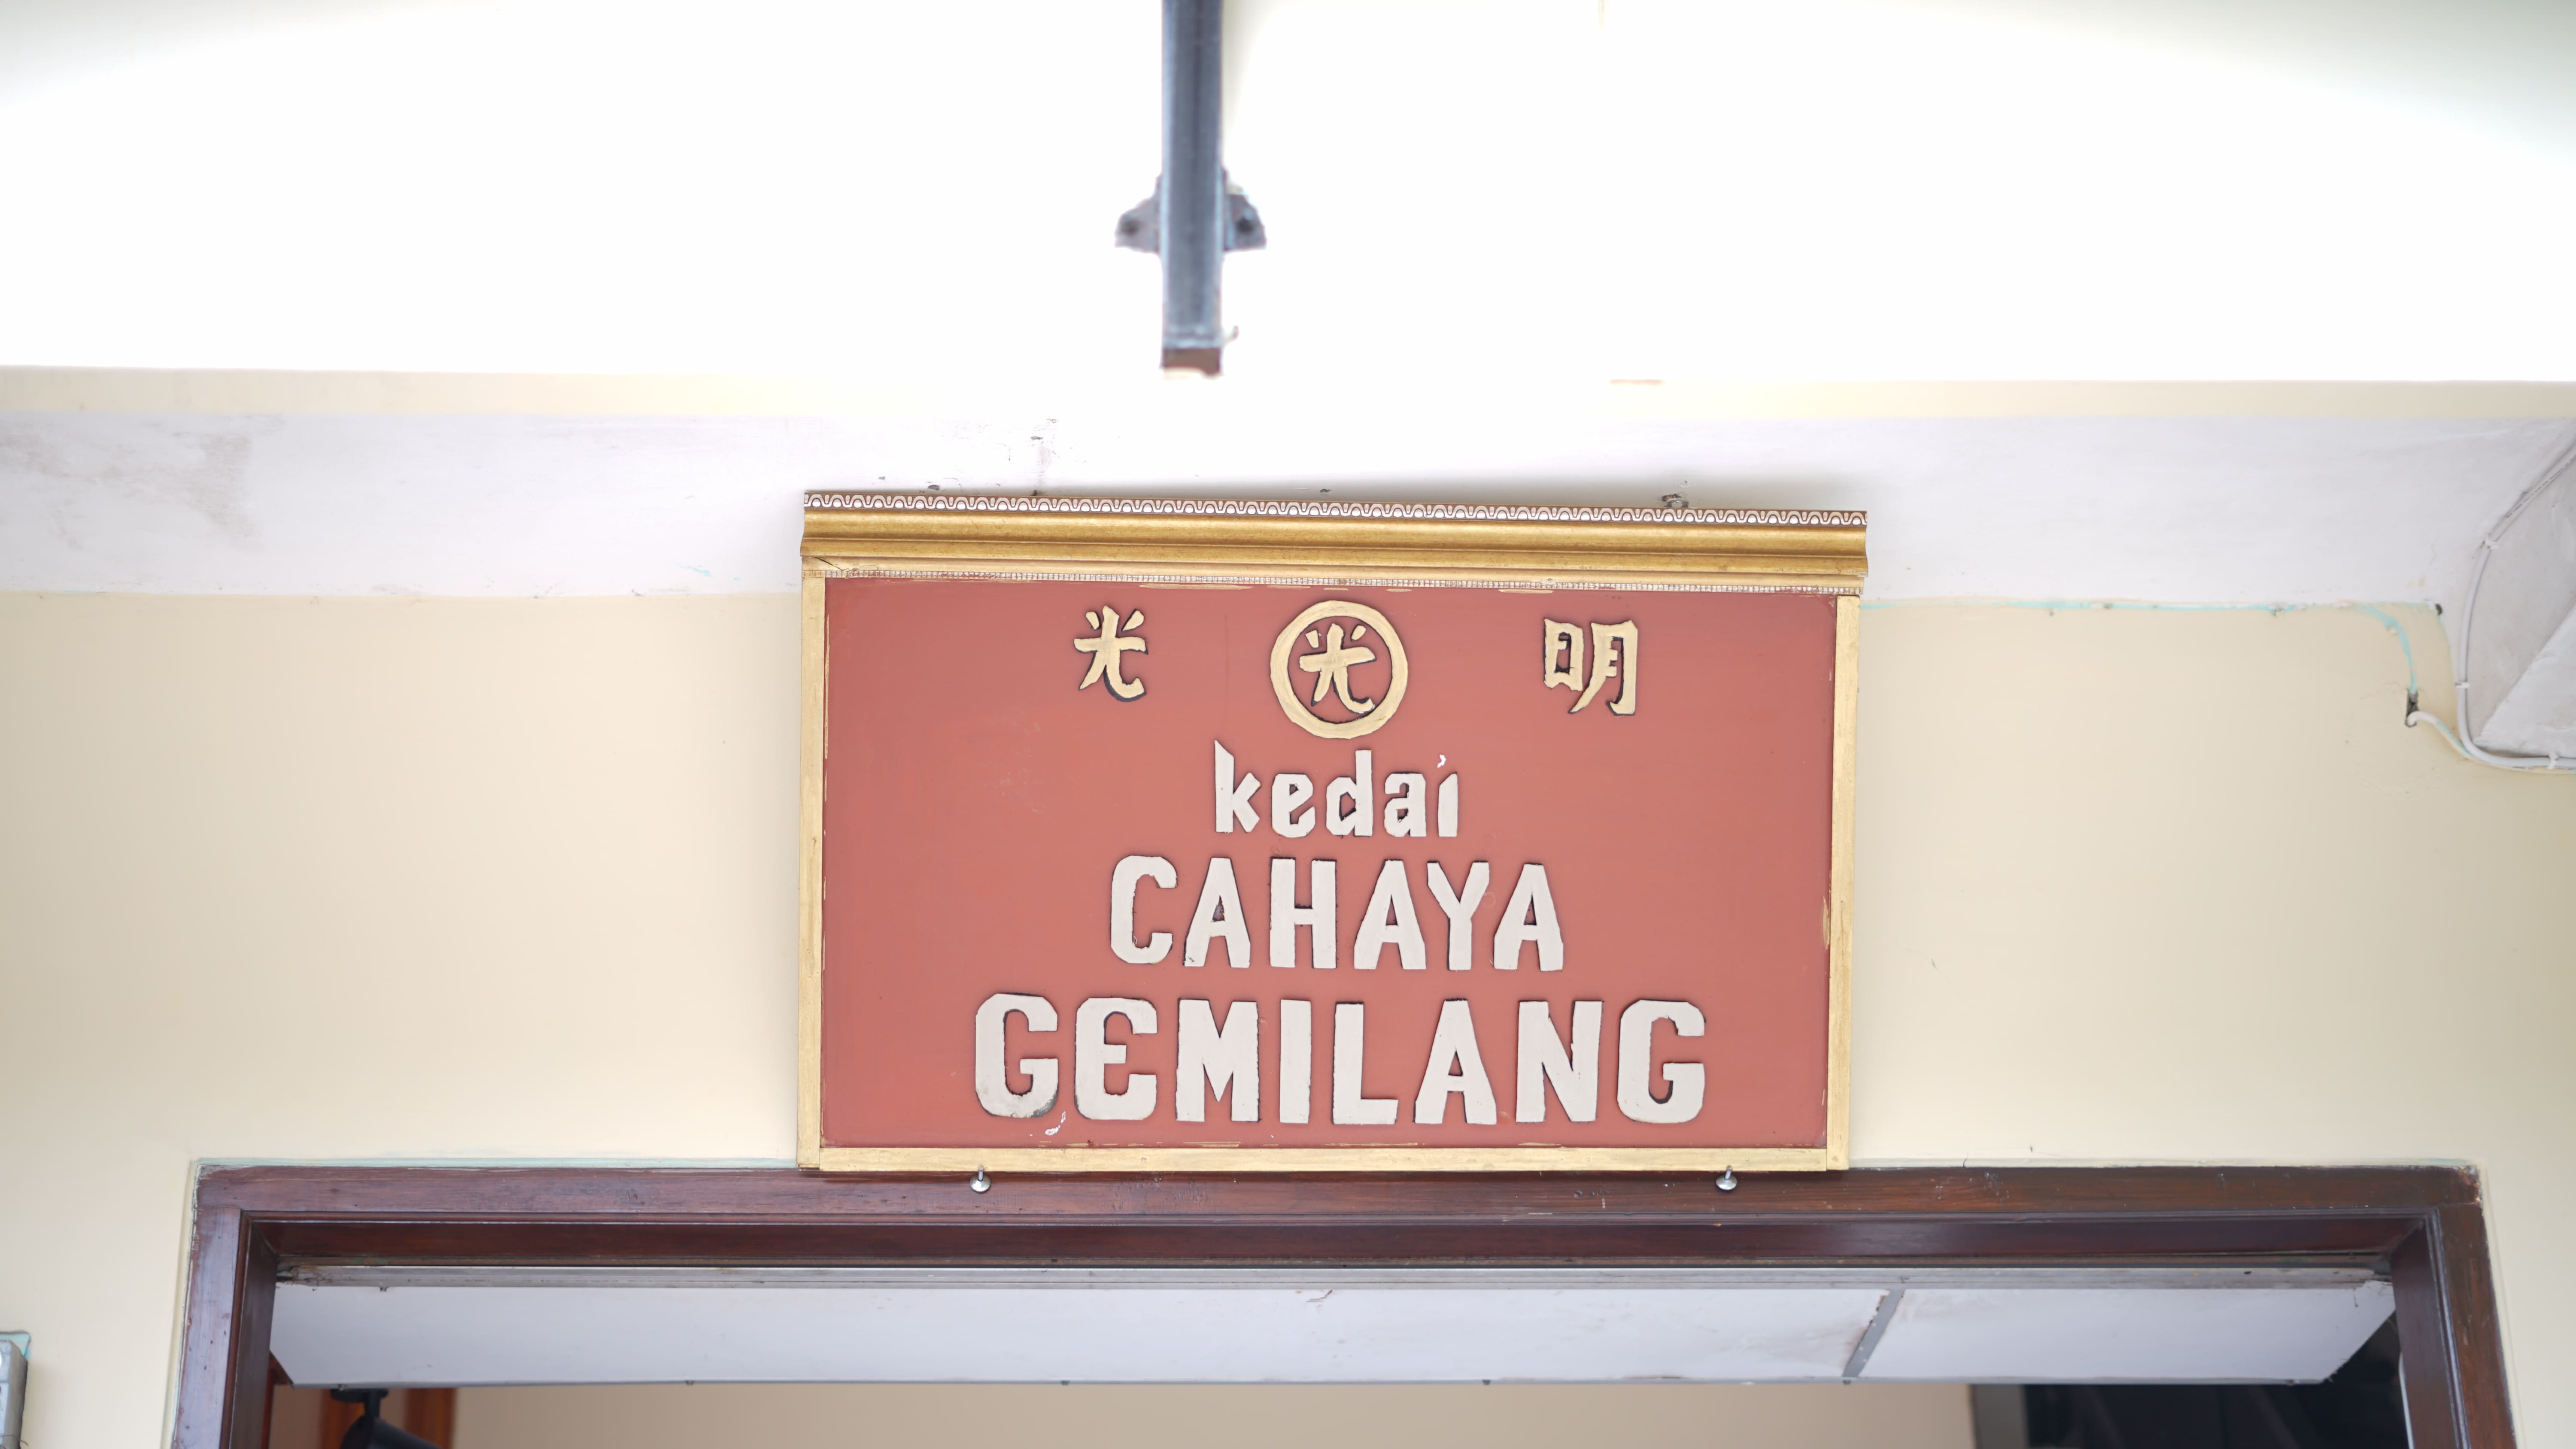 光 光 明
kedai
CAHAYA
GEMILANG